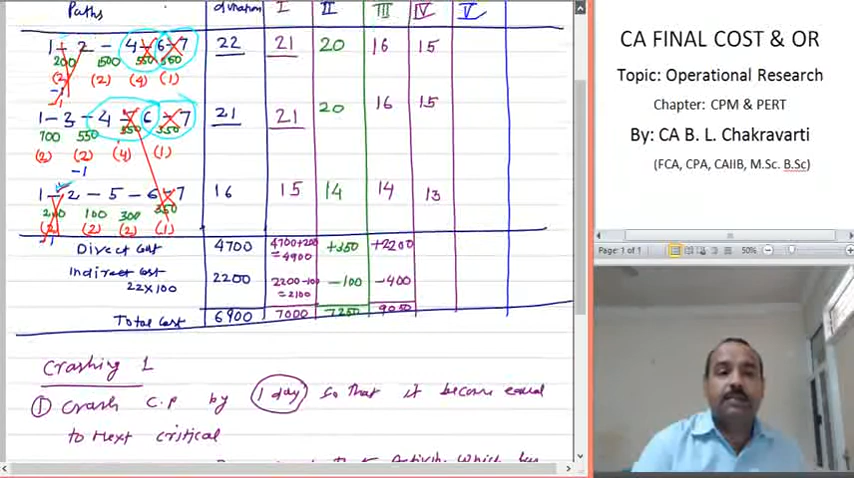 Paths duration I II III IV V
1 - 2 - 4 - 6 - 7 22 21 20 16 15
200 500 550 350
(2) (2) (4) (1)
-1
1 - 3 - 4 - 6 - 7 21 21 20 16 15
700 550 550 350
(2) (2) (4) (1)
-1
1 - 2 - 5 - 6 - 7 16 15 14 14 13
200 100 300 350
(2) (2) (2) (1)
-1
Direct Cost 4700 4700+200 +350 +2200
= 4900
Indirect Cost 2200 2200-100 -100 -400
22x100 = 2100
Total Cost 6900 7000 7250 9050
Crashing 1
① Crash C.P by 1 day so that it become equal
to Next critical
CA FINAL COST & OR
Topic: Operational Research
Chapter: CPM & PERT
By: CA B. L. Chakravarti
(FCA, CPA, CAIIB, M.Sc. B.Sc)
Page: 1 of 1 50%